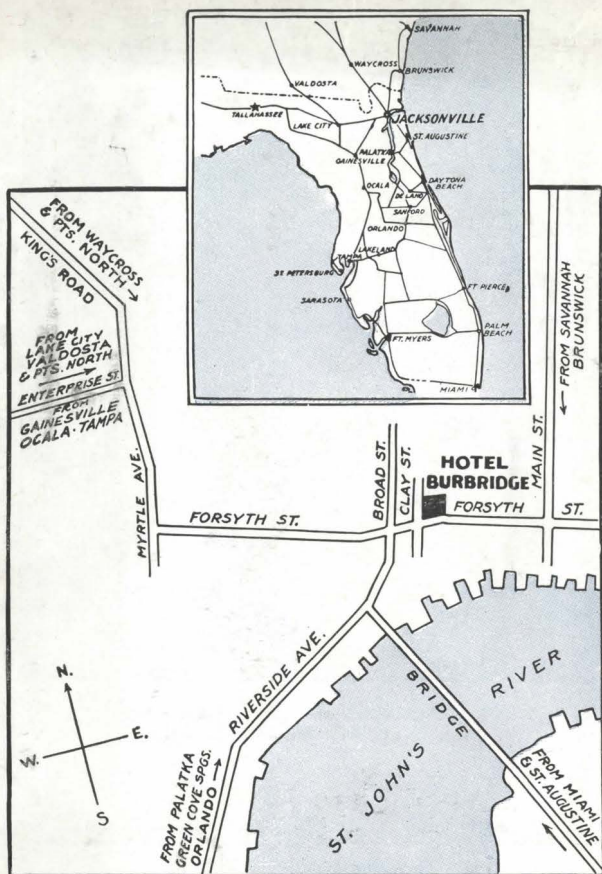 SAVANNAH
WAYCROSS
BRUNSWICK
VALDOSTA
TALLAHASSEE
JACKSONVILLE
LAKE CITY
ST. AUGUSTINE
PALATKA
GAINESVILLE
DAYTONA
BEACH
OCALA
DE LAND
SANFORD
ORLANDO
LAKELAND
TAMPA
ST. PETERSBURG
SARASOTA
FT. PIERCE
PALM
BEACH
FT. MYERS
MIAMI
FROM WAYCROSS
& PTS. NORTH
KING'S ROAD
FROM
LAKE CITY
VALDOSTA
& PTS. NORTH
ENTERPRISE ST.
FROM
GAINESVILLE
OCALA - TAMPA
MYRTLE AVE.
FORSYTH ST.
BROAD ST.
CLAY ST.
HOTEL
BURBRIDGE
FORSYTH ST.
MAIN ST.
FROM SAVANNAH
BRUNSWICK
RIVERSIDE AVE.
BRIDGE
RIVER
ST. JOHN'S
N.
W. E.
S
FROM PALATKA
GREEN COVE SPGS.
ORLANDO
FROM MIAMI
& ST. AUGUSTINE